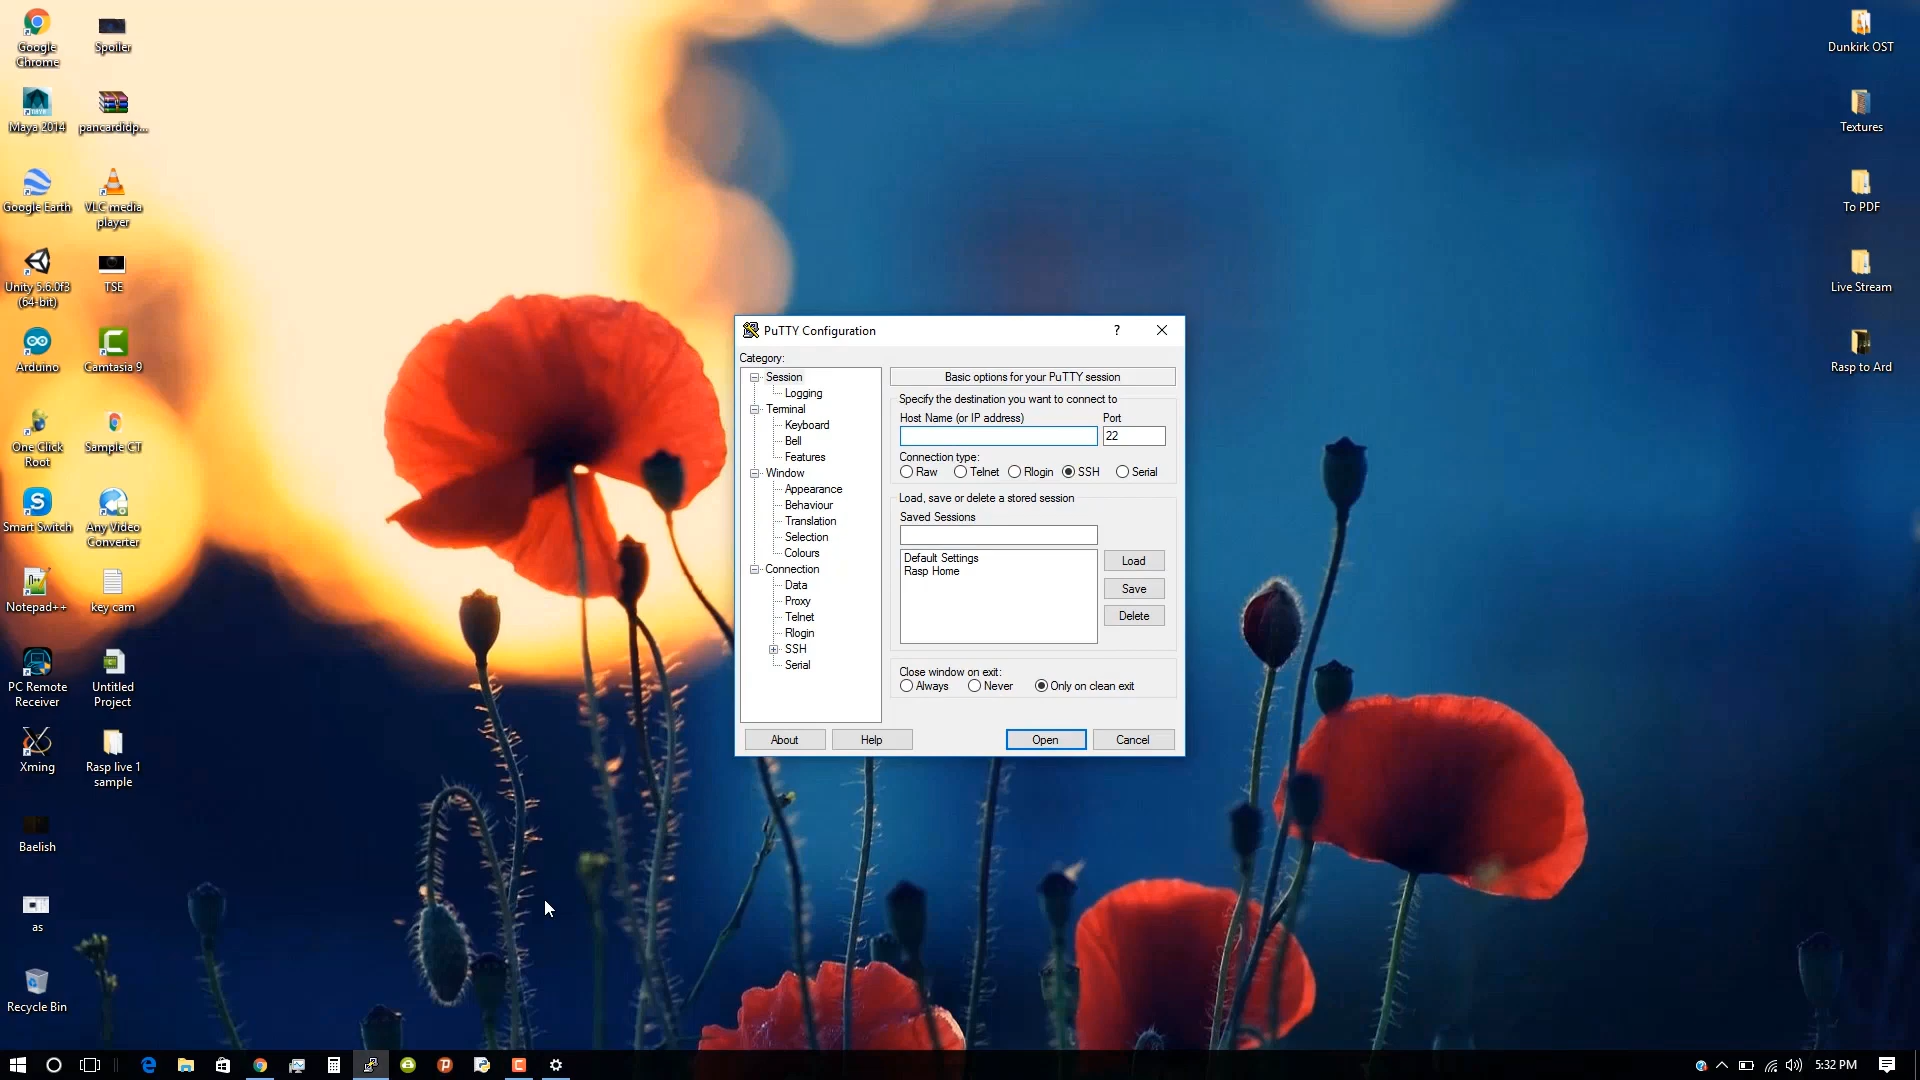 Google
Chrome
Spoiler
Maya 2014
pancardidp...
Google Earth
VLC media
player
Unity 5.6.0f3
(64-bit)
TSE
Arduino
Camtasia 9
One Click
Root
Sample CT
Smart Switch
Any Video
Converter
Notepad++
key cam
PC Remote
Receiver
Untitled
Project
Xming
Rasp live 1
sample
Baelish
as
Recycle Bin
Dunkirk OST
Textures
To PDF
Live Stream
Rasp to Ard
PuTTY Configuration
?
Category:
Session
Logging
Terminal
Keyboard
Bell
Features
Window
Appearance
Behaviour
Translation
Selection
Colours
Connection
Data
Proxy
Telnet
Rlogin
SSH
Serial
Basic options for your PuTTY session
Specify the destination you want to connect to
Host Name (or IP address) Port
22
Connection type:
Raw Telnet Rlogin SSH Serial
Load, save or delete a stored session
Saved Sessions
Default Settings
Rasp Home
Load
Save
Delete
Close window on exit:
Always Never Only on clean exit
About Help Open Cancel
5:32 PM